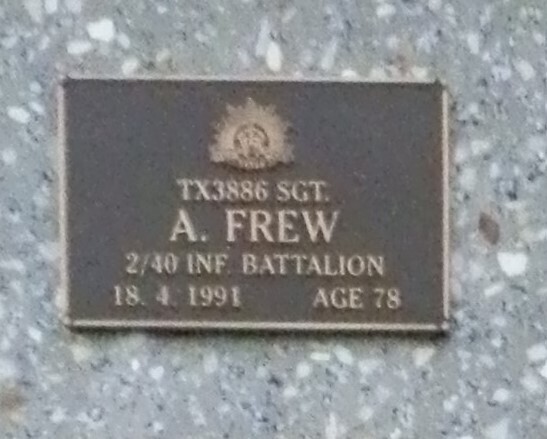 TX3886 SGT.
A. FREW
2/40 INF. BATTALION
18. 4. 1991 AGE 78